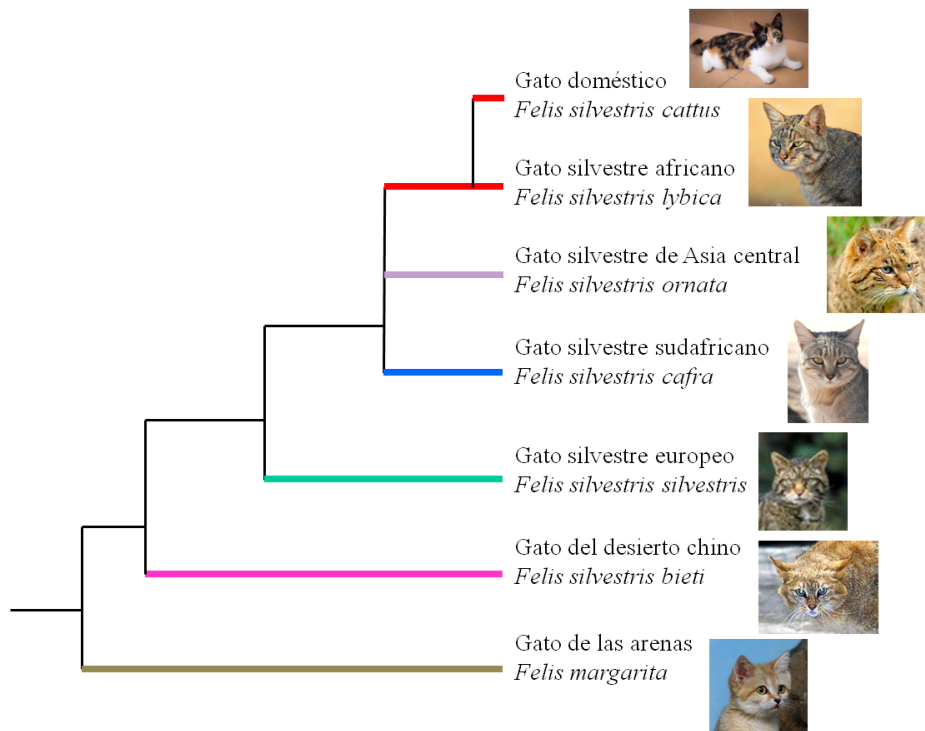 Gato doméstico
Felis silvestris cattus
Gato silvestre africano
Felis silvestris lybica
Gato silvestre de Asia central
Felis silvestris ornata
Gato silvestre sudafricano
Felis silvestris cafra
Gato silvestre europeo
Felis silvestris silvestris
Gato del desierto chino
Felis silvestris bieti
Gato de las arenas
Felis margarita